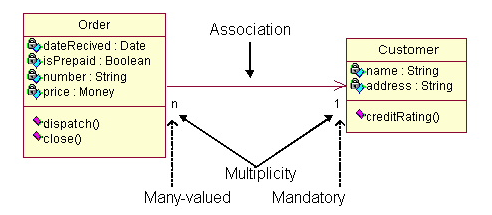 Order
dateRecived : Date
isPrepaid : Boolean
number : String
price : Money
dispatch()
close()
Association
Customer
name : String
address : String
creditRating()
n
1
Multiplicity
Many-valued
Mandatory